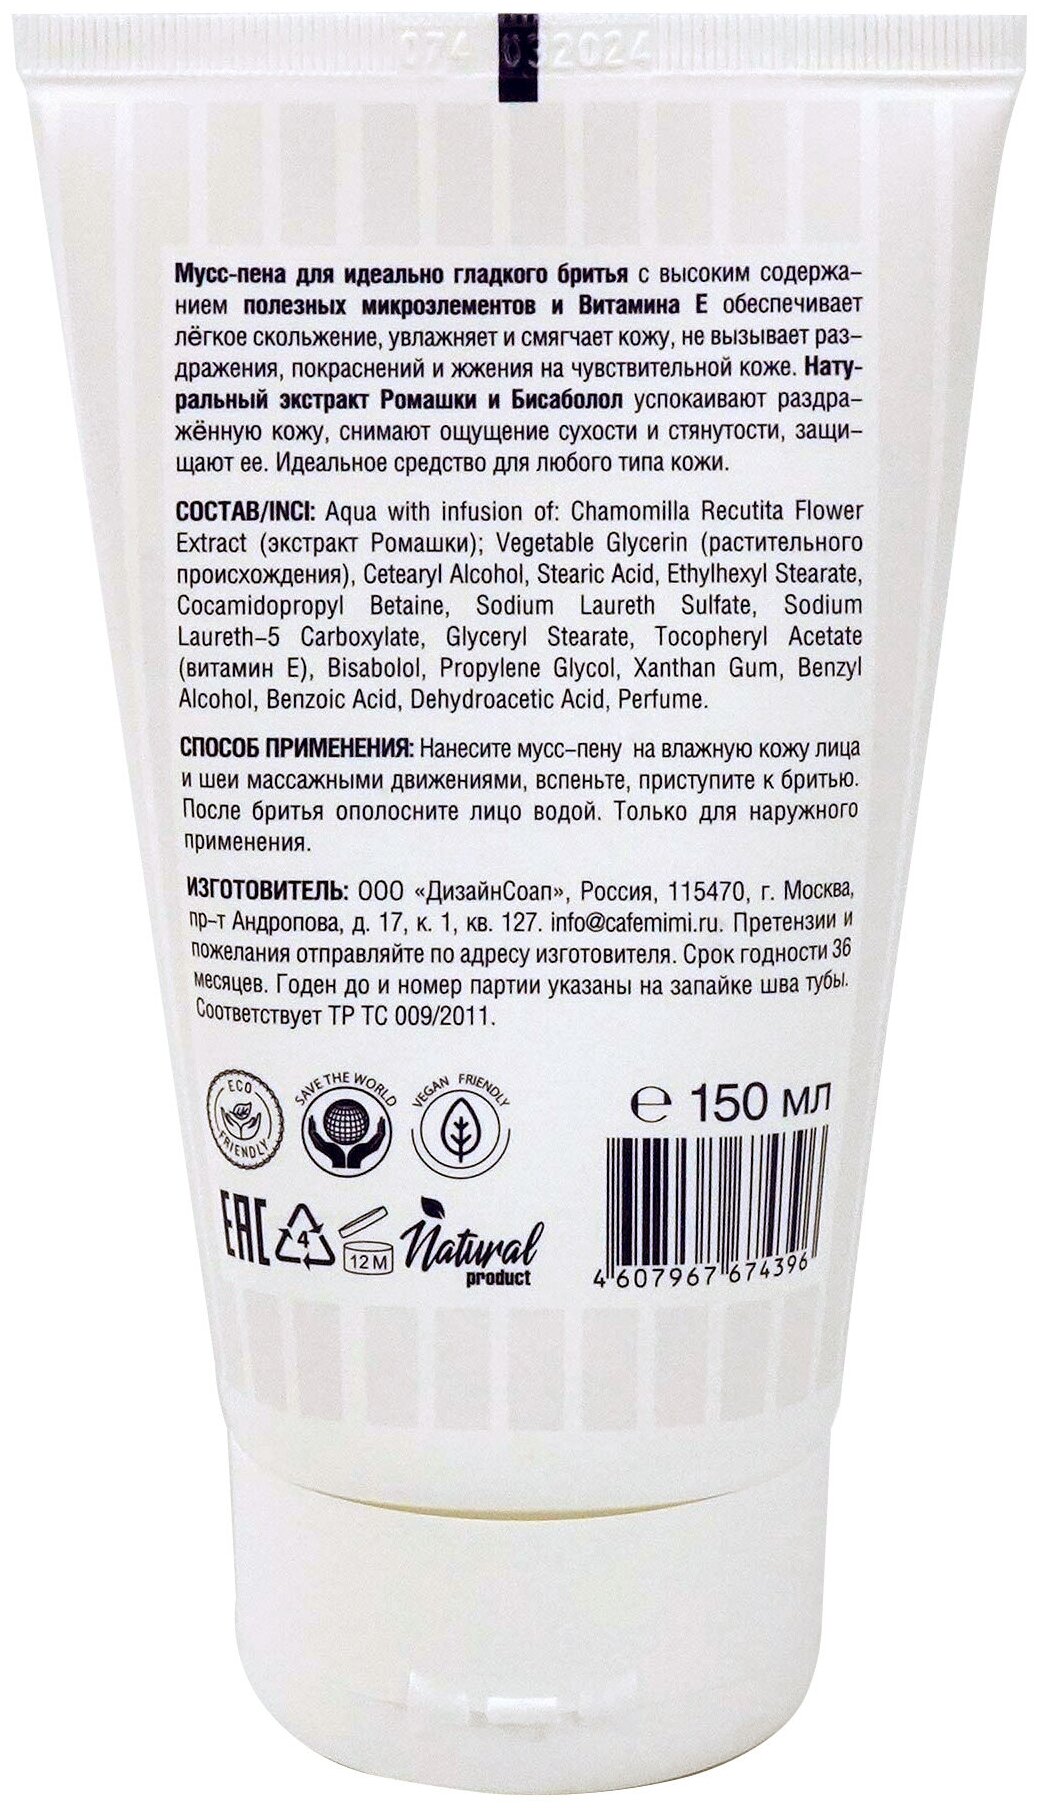 074 032024
Мусс-пена для идеально гладкого бритья с высоким содержа-
нием полезных микроэлементов и Витамина Е обеспечивает
лёгкое скольжение, увлажняет и смягчает кожу, не вызывает раз-
дражения, покраснений и жжения на чувствительной коже. Нату-
ральный экстракт Ромашки и Бисаболол успокаивают раздра-
жённую кожу, снимают ощущение сухости и стянутости, защи-
щают ее. Идеальное средство для любого типа кожи.
СОСТАВ/INCI: Aqua with infusion of: Chamomilla Recutita Flower
Extract (экстракт Ромашки); Vegetable Glycerin (растительного
происхождения), Cetearyl Alcohol, Stearic Acid, Ethylhexyl Stearate,
Cocamidopropyl Betaine, Sodium Laureth Sulfate, Sodium
Laureth-5 Carboxylate, Glyceryl Stearate, Tocopheryl Acetate
(витамин Е), Bisabolol, Propylene Glycol, Xanthan Gum, Benzyl
Alcohol, Benzoic Acid, Dehydroacetic Acid, Perfume.
СПОСОБ ПРИМЕНЕНИЯ: Нанесите мусс-пену на влажную кожу лица
и шеи массажными движениями, вспеньте, приступите к бритью.
После бритья ополосните лицо водой. Только для наружного
применения.
ИЗГОТОВИТЕЛЬ: ООО «ДизайнСоап», Россия, 115470, г. Москва,
пр-т Андропова, д. 17, к. 1, кв. 127. info@cafemimi.ru. Претензии и
пожелания отправляйте по адресу изготовителя. Срок годности 36
месяцев. Годен до и номер партии указаны на запайке шва тубы.
Соответствует ТР ТС 009/2011.
ECO FRIENDLY
SAVE THE WORLD
VEGAN FRIENDLY
℮ 150 мл
EAC
4
12 M
Natural
product
4 607967 674396